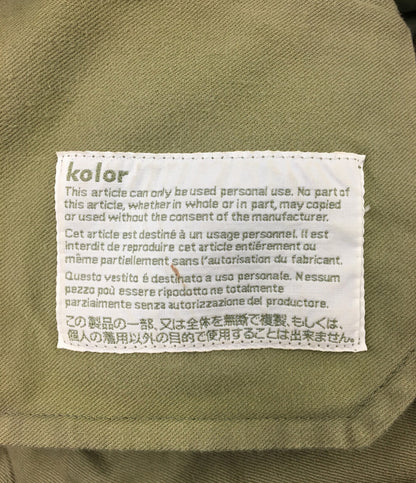 kolor
This article can only be used personal use. No part of
this article, whether in whole or in part, may copied
or used without the consent of the manufacturer.
Cet article est destiné à un usage personnel. il est
interdit de reproduire cet article entiérement ou
même partiellement sans l'autorisation du fabricant.
Questo vestito é destinato a uso personale. Nessum
pezzo puó essere ripodotto ne totalmente
parzialmente senza autorizzazione del produttore.
この製品の一部、又は全体を無断で複製、もしくは、
個人の着用以外の目的で使用することは出来ません。